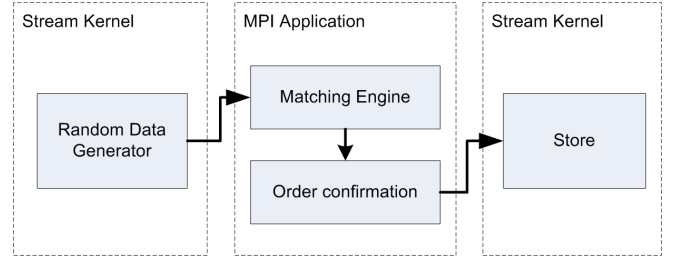 Stream Kernel
MPI Application
Stream Kernel
Random Data
Generator
Matching Engine
Order confirmation
Store